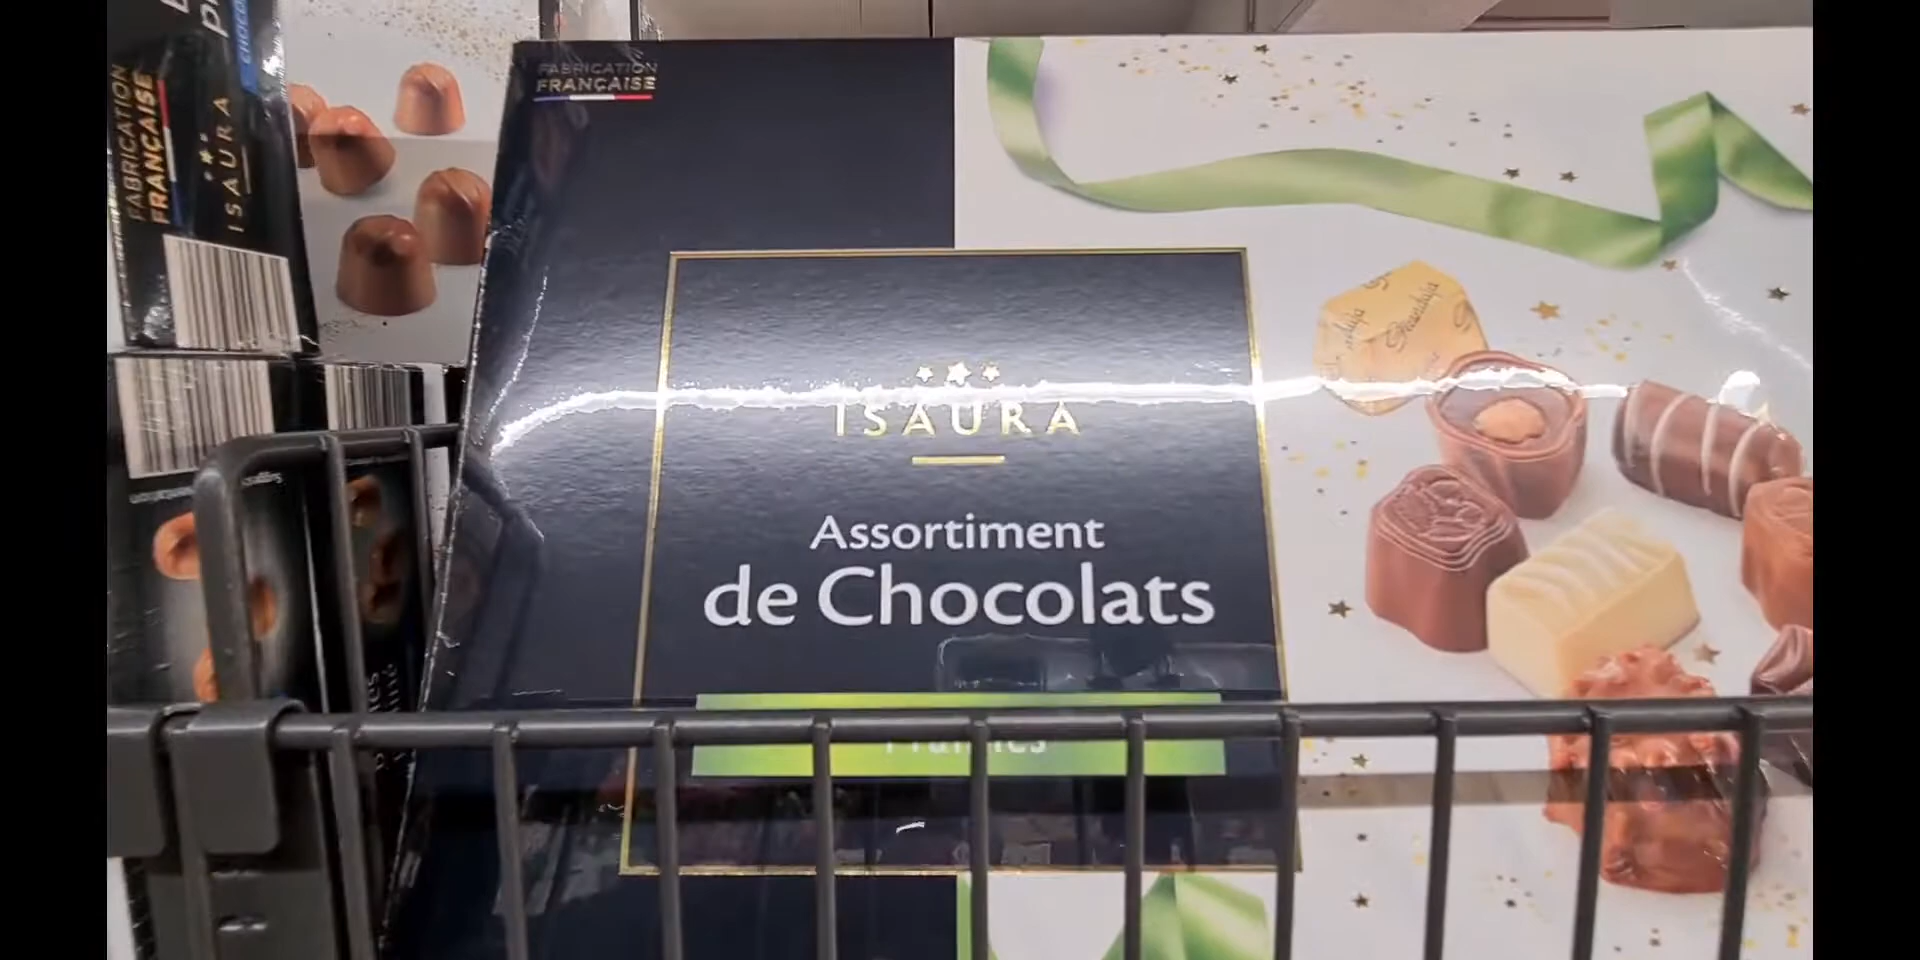 FABRICATION
FRANÇAISE
ISAURA
FABRICATION
FRANÇAISE
ISAURA
Assortiment
de Chocolats